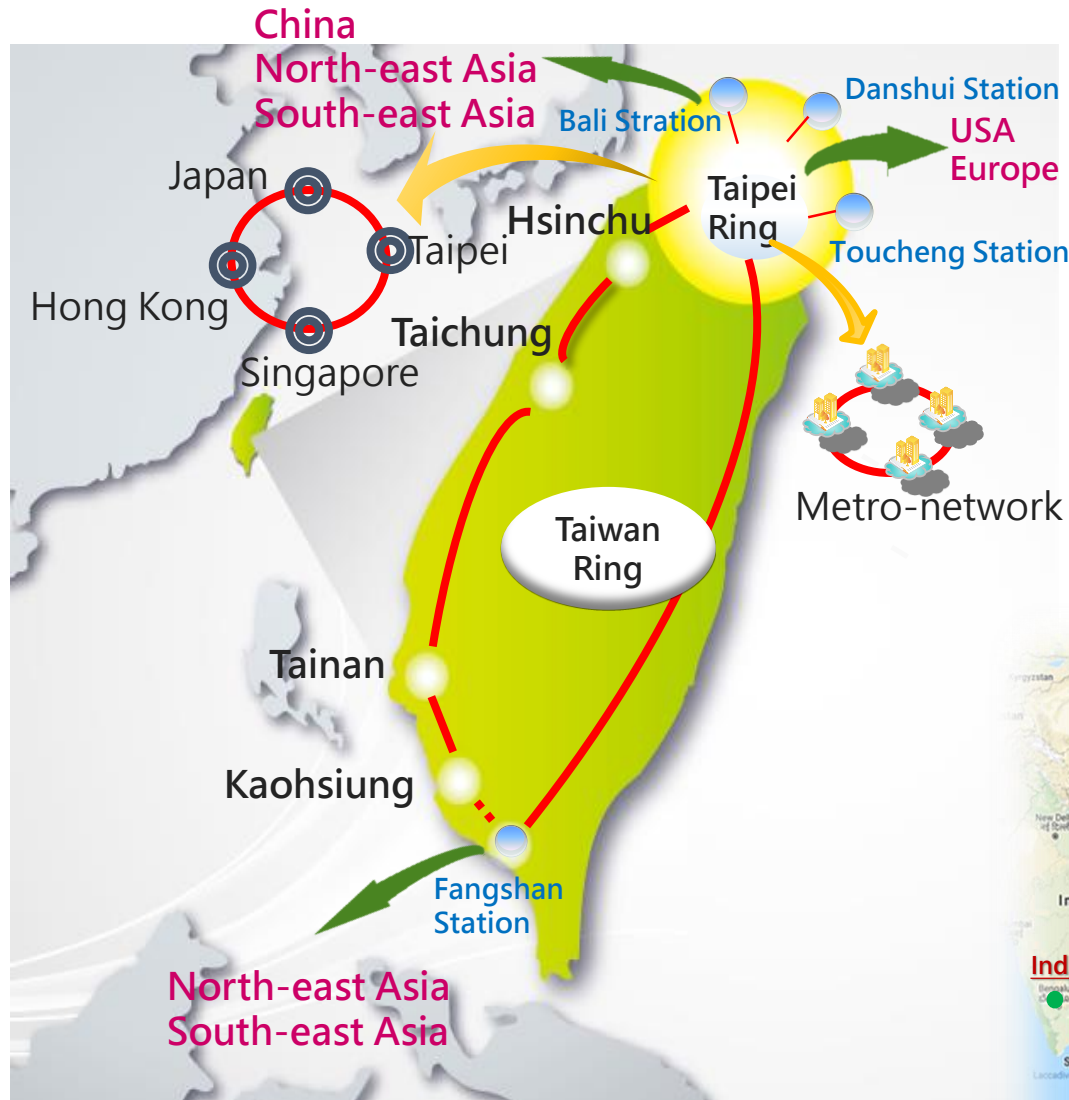 China
North-east Asia
South-east Asia
Bali Stration
Danshui Station
USA
Europe
Japan
Taipei
Hong Kong
Singapore
Hsinchu
Taipei
Ring
Toucheng Station
Taichung
Metro-network
Taiwan
Ring
Tainan
Kaohsiung
Fangshan
Station
North-east Asia
South-east Asia
New Del
Ind